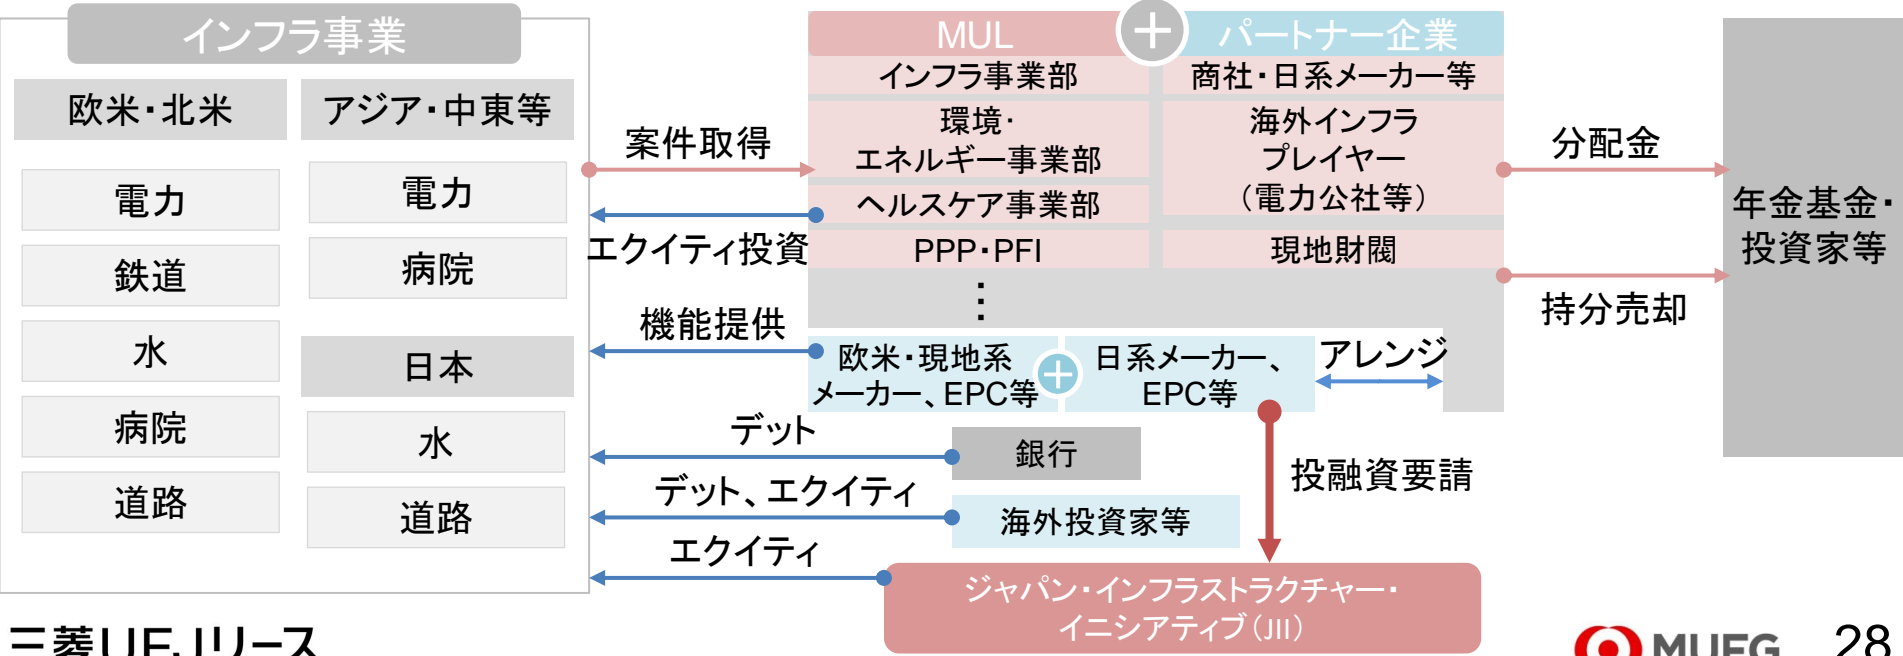 インフラ事業
欧米・北米
電力
鉄道
水
病院
道路
アジア・中東等
電力
病院
日本
水
道路
案件取得
エクイティ投資
機能提供
デット
デット、エクイティ
エクイティ
MUL
インフラ事業部
環境・
エネルギー事業部
ヘルスケア事業部
PPP・PFI
⋮
パートナー企業
商社・日系メーカー等
海外インフラ
プレイヤー
（電力公社等）
現地財閥
欧米・現地系
メーカー、EPC等
日系メーカー、
EPC等
アレンジ
銀行
海外投資家等
投融資要請
ジャパン・インフラストラクチャー・
イニシアティブ（JII）
分配金
持分売却
年金基金・
投資家等
三菱UFJリース
MUFG
28